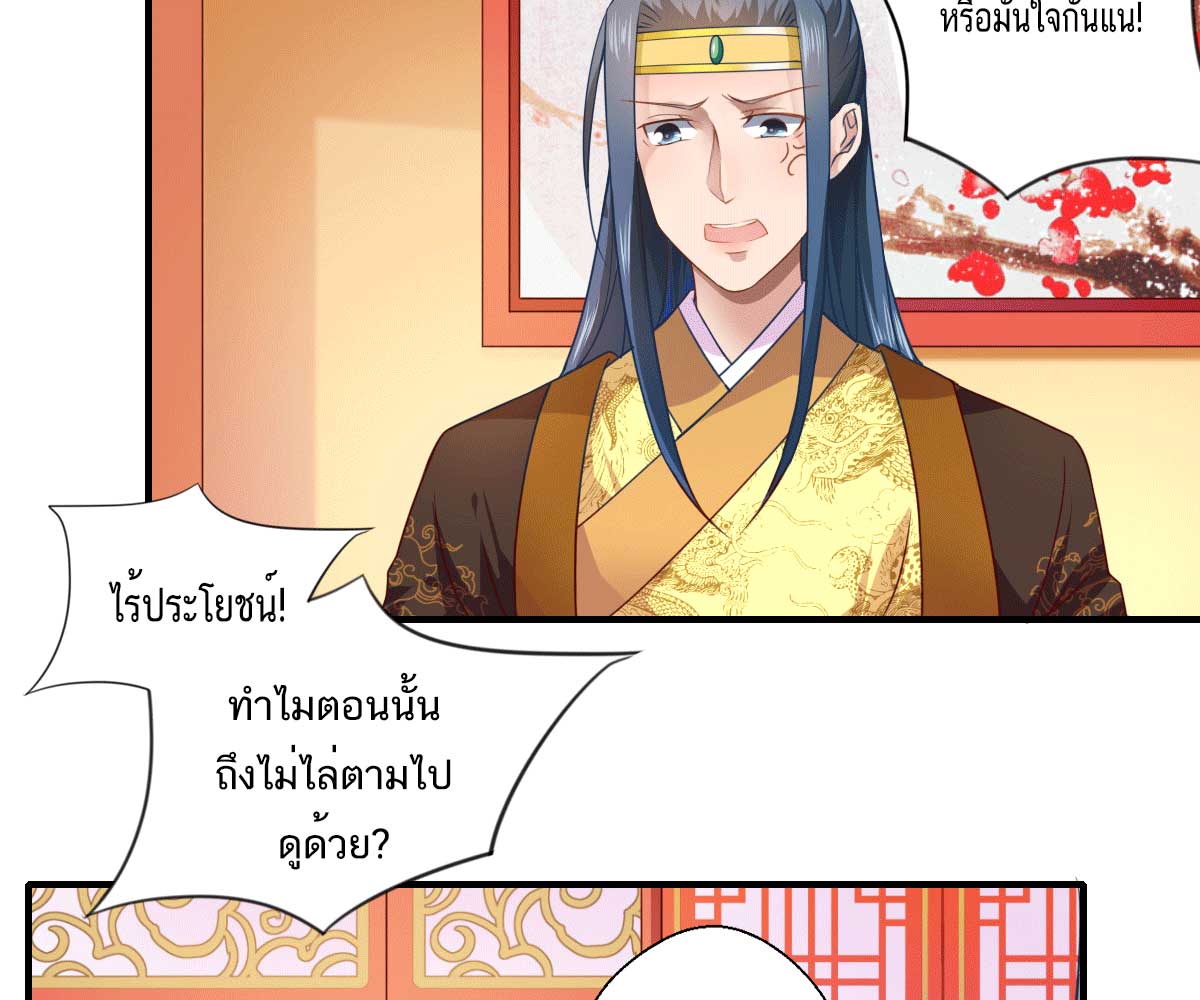 หรือมั่นใจกันแน่!
ไร้ประโยชน์!
ทำไมตอนนั้น
ถึงไม่ไล่ตามไป
ดูด้วย?